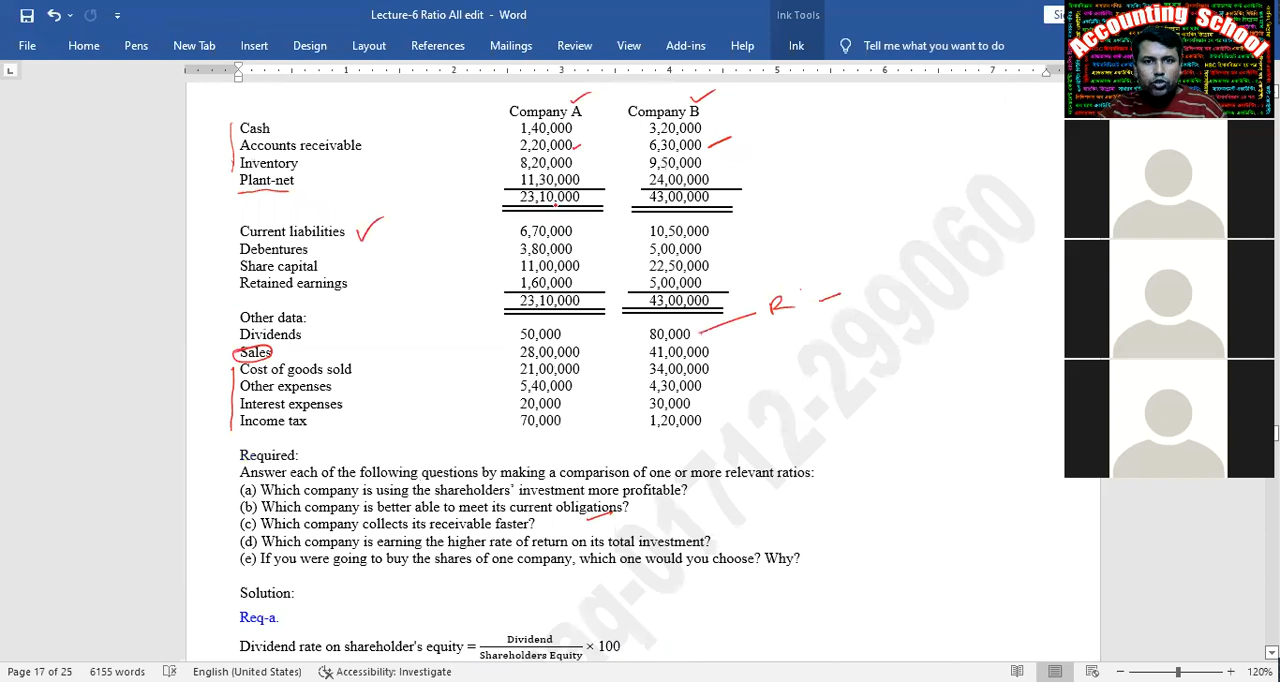 Lecture-6 Ratio All edit - Word
Ink Tools
File Home Pens New Tab Insert Design Layout References Mailings Review View Add-ins Help Ink Tell me what you want to do
Accounting School
1 2 3 4 5 6 7
Company A Company B
Cash 1,40,000 3,20,000
Accounts receivable 2,20,000 6,30,000
Inventory 8,20,000 9,50,000
Plant-net 11,30,000 24,00,000
23,10,000 43,00,000
Current liabilities 6,70,000 10,50,000
Debentures 3,80,000 5,00,000
Share capital 11,00,000 22,50,000
Retained earnings 1,60,000 5,00,000
23,10,000 43,00,000
Other data:
Dividends 50,000 80,000
R
Sales 28,00,000 41,00,000
Cost of goods sold 21,00,000 34,00,000
Other expenses 5,40,000 4,30,000
Interest expenses 20,000 30,000
Income tax 70,000 1,20,000
Required:
Answer each of the following questions by making a comparison of one or more relevant ratios:
(a) Which company is using the shareholders’ investment more profitable?
(b) Which company is better able to meet its current obligations?
(c) Which company collects its receivable faster?
(d) Which company is earning the higher rate of return on its total investment?
(e) If you were going to buy the shares of one company, which one would you choose? Why?
Solution:
Req-a.
Dividend rate on shareholder's equity = Dividend / Shareholders Equity × 100
aq-01712-299060
Page 17 of 25 6155 words English (United States) Accessibility: Investigate 120%